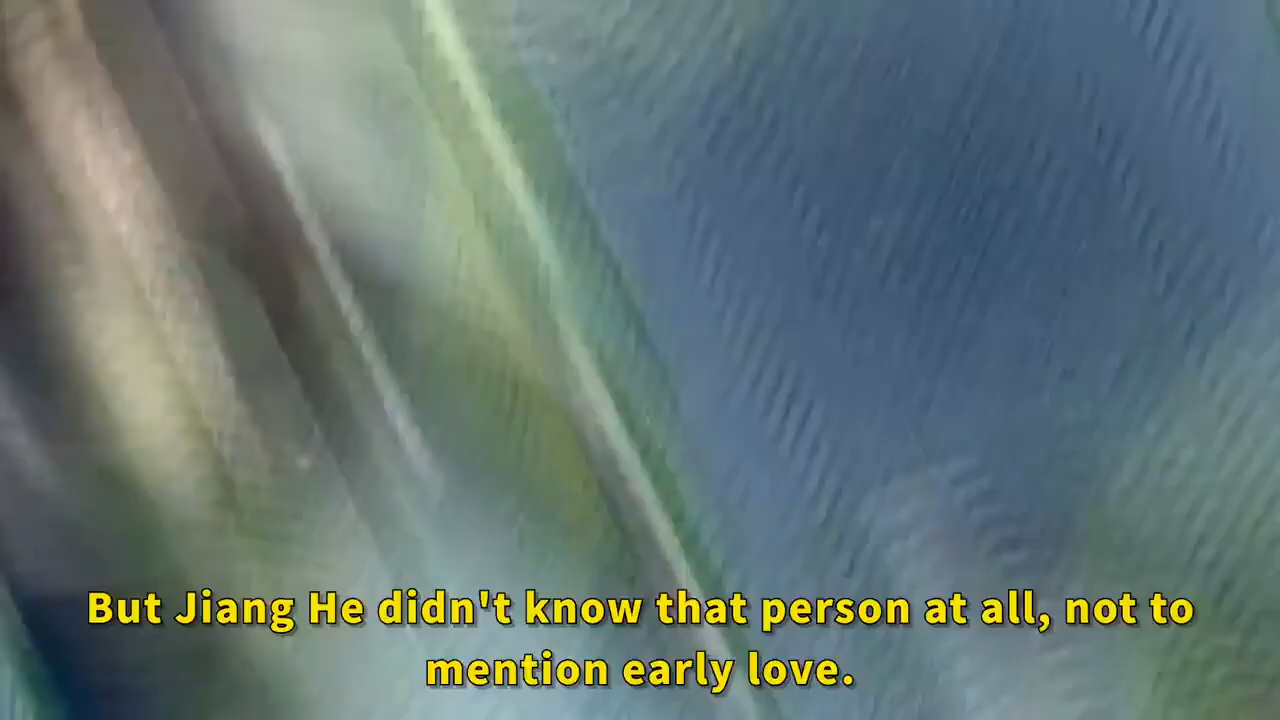 But Jiang He didn't know that person at all, not to
mention early love.